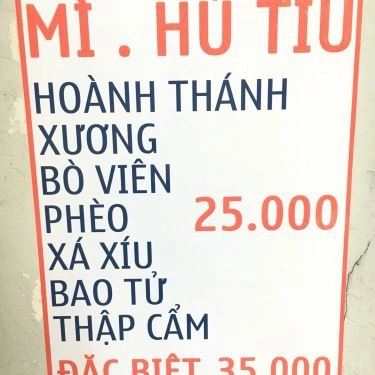 MÌ . HỦ TÍU
HOÀNH THÁNH
XƯƠNG
BÒ VIÊN
PHÈO 25.000
XÁ XÍU
BAO TỬ
THẬP CẨM
ĐẶC BIỆT 35.000